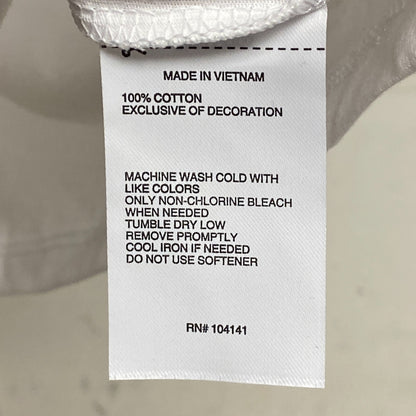 MADE IN VIETNAM
100% COTTON
EXCLUSIVE OF DECORATION
MACHINE WASH COLD WITH
LIKE COLORS
ONLY NON-CHLORINE BLEACH
WHEN NEEDED
TUMBLE DRY LOW
REMOVE PROMPTLY
COOL IRON IF NEEDED
DO NOT USE SOFTENER
RN# 104141